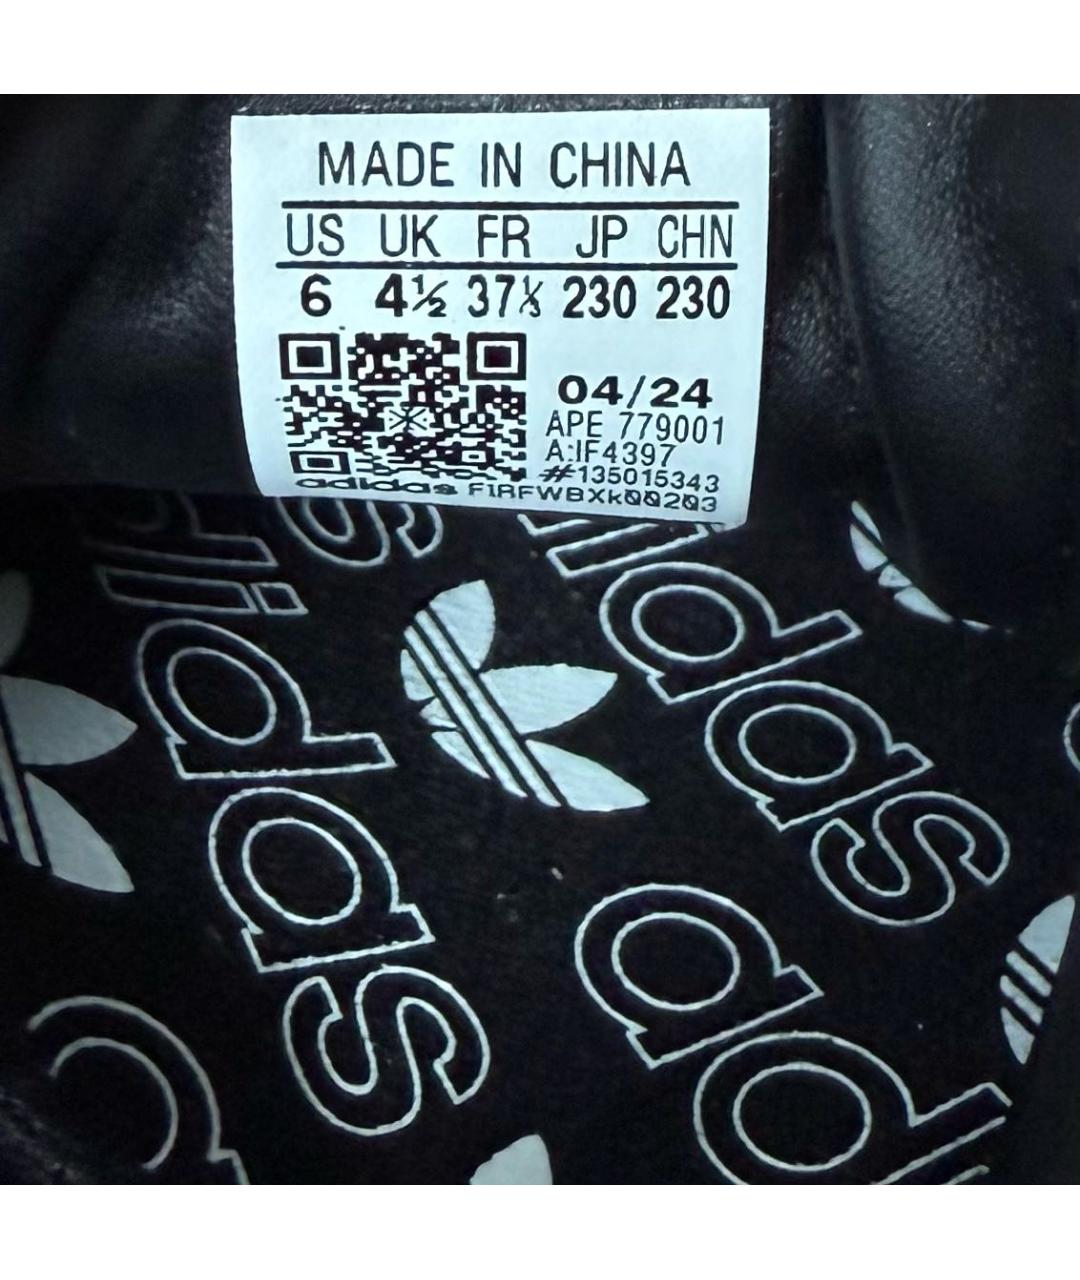 MADE IN CHINA
US UK FR JP CHN
6 4½ 37⅓ 230 230
04/24
APE 779001
A:IF4397
#135015343
adidas F1RFWBXk00203
adidas
adidas
ad